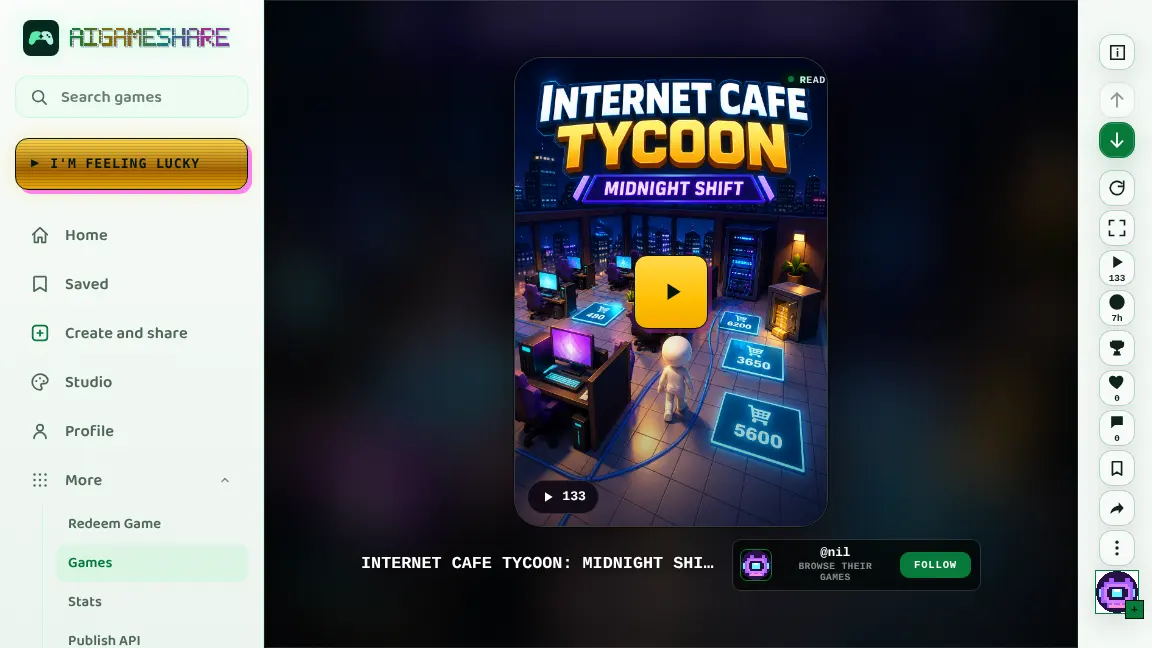 AIGAMESHARE
Search games
I'M FEELING LUCKY
Home
Saved
Create and share
Studio
Profile
More
Redeem Game
Games
Stats
Publish API
READ
INTERNET CAFE
TYCOON
MIDNIGHT SHIFT
480
6200
3650
5600
133
INTERNET CAFE TYCOON: MIDNIGHT SHI…
@nil
BROWSE THEIR
GAMES
FOLLOW
133
7h
0
0